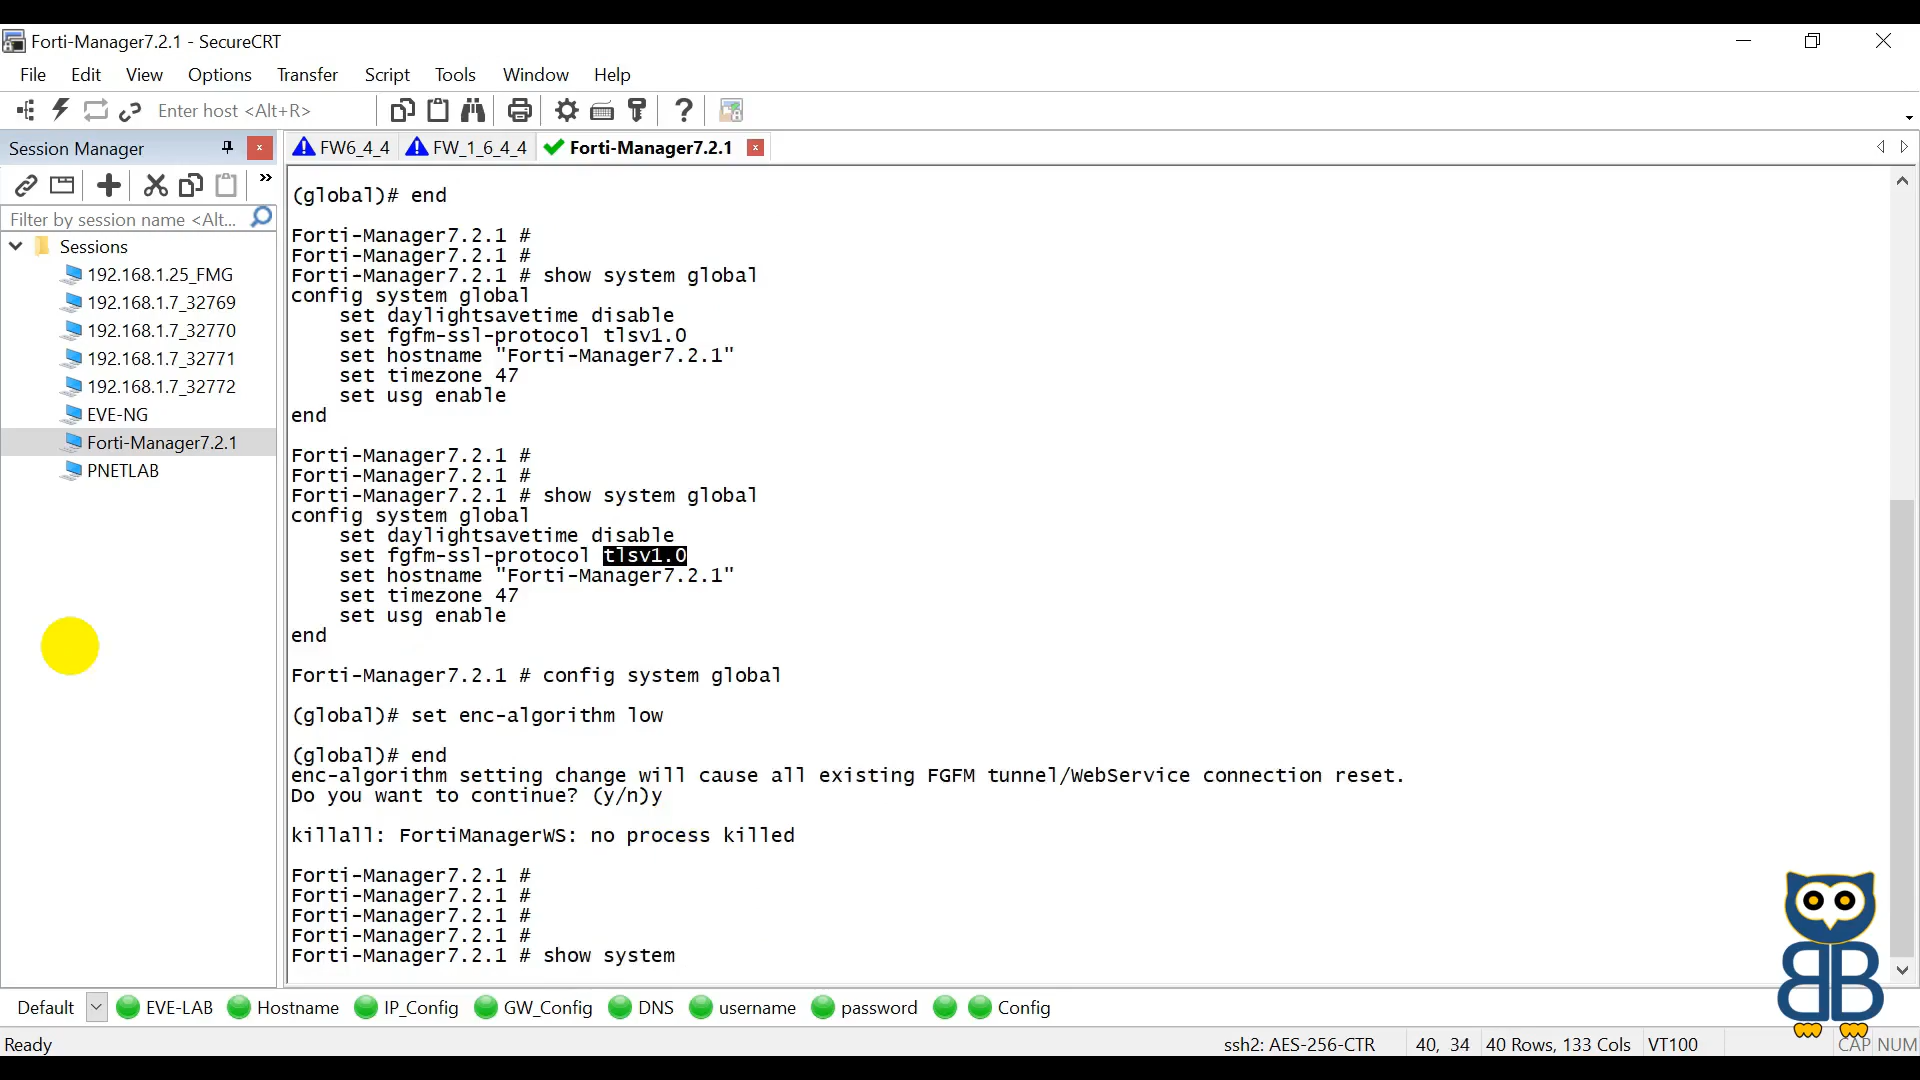 Forti-Manager7.2.1 - SecureCRT
File Edit View Options Transfer Script Tools Window Help
Enter host <Alt+R>
Session Manager
FW6_4_4 FW_1_6_4_4 Forti-Manager7.2.1
Filter by session name <Alt...
Sessions
192.168.1.25_FMG
192.168.1.7_32769
192.168.1.7_32770
192.168.1.7_32771
192.168.1.7_32772
EVE-NG
Forti-Manager7.2.1
PNETLAB
(global)# end
Forti-Manager7.2.1 #
Forti-Manager7.2.1 #
Forti-Manager7.2.1 # show system global
config system global
    set daylightsavetime disable
    set fgfm-ssl-protocol tlsv1.0
    set hostname "Forti-Manager7.2.1"
    set timezone 47
    set usg enable
end
Forti-Manager7.2.1 #
Forti-Manager7.2.1 #
Forti-Manager7.2.1 # show system global
config system global
    set daylightsavetime disable
    set fgfm-ssl-protocol tlsv1.0
    set hostname "Forti-Manager7.2.1"
    set timezone 47
    set usg enable
end
Forti-Manager7.2.1 # config system global
(global)# set enc-algorithm low
(global)# end
enc-algorithm setting change will cause all existing FGFM tunnel/WebService connection reset.
Do you want to continue? (y/n)y
killall: FortiManagerWS: no process killed
Forti-Manager7.2.1 #
Forti-Manager7.2.1 #
Forti-Manager7.2.1 #
Forti-Manager7.2.1 #
Forti-Manager7.2.1 # show system
Default EVE-LAB Hostname IP_Config GW_Config DNS username password Config
Ready ssh2: AES-256-CTR 40, 34 40 Rows, 133 Cols VT100 CAP NUM
BB